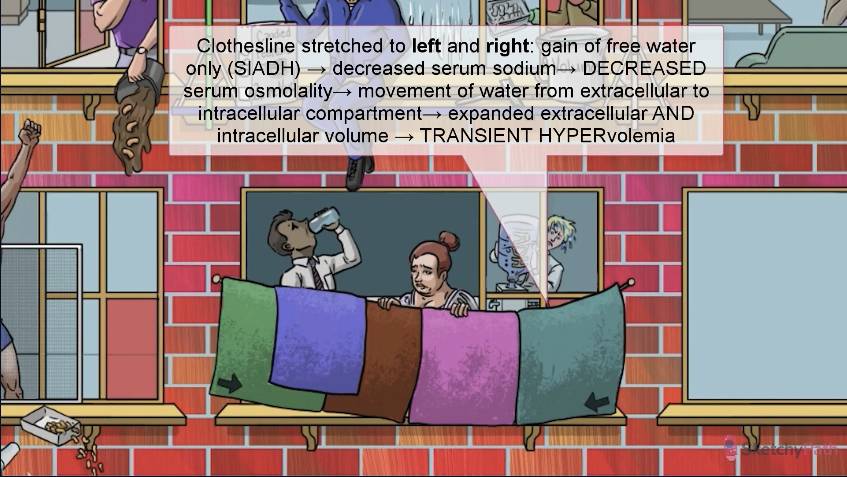 Clothesline stretched to left and right: gain of free water
only (SIADH) → decreased serum sodium→ DECREASED
serum osmolality→ movement of water from extracellular to
intracellular compartment→ expanded extracellular AND
intracellular volume → TRANSIENT HYPERvolemia
SketchyPath